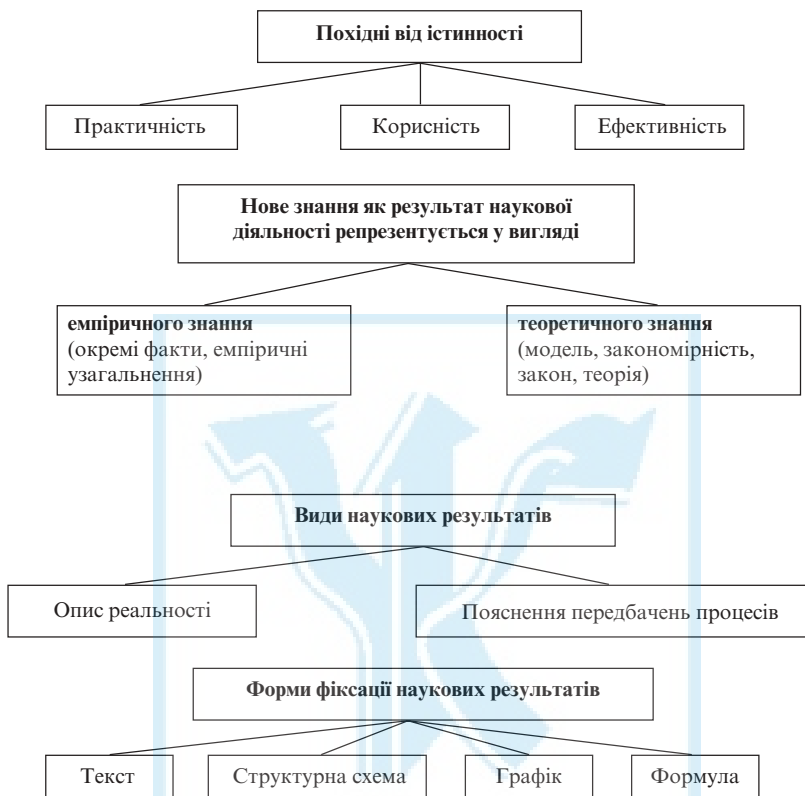 Похідні від істинності
Практичність
Корисність
Ефективність
Нове знання як результат наукової
діяльності репрезентується у вигляді
емпіричного знання
(окремі факти, емпіричні
узагальнення)
теоретичного знання
(модель, закономірність,
закон, теорія)
Види наукових результатів
Опис реальності
Пояснення передбачень процесів
Форми фіксації наукових результатів
Текст
Структурна схема
Графік
Формула